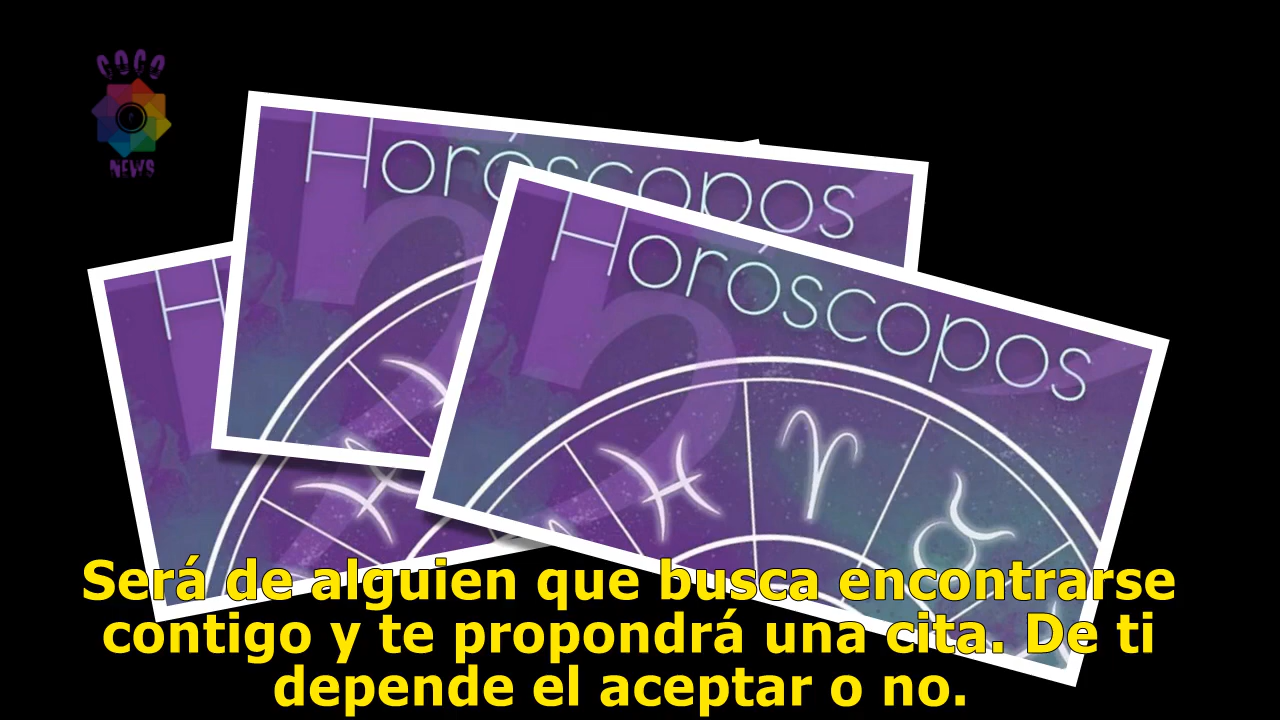 COCO
NEWS
Horóscopos
Horóscopos
H
Será de alguien que busca encontrarse
contigo y te propondrá una cita. De ti
depende el aceptar o no.